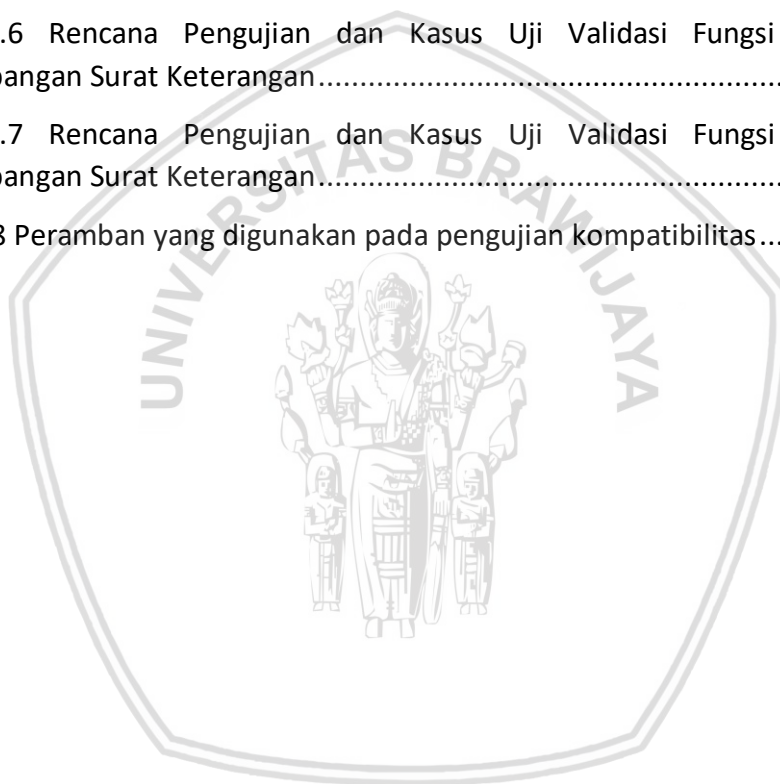 .6 Rencana Pengujian dan Kasus Uji Validasi Fungsi
bangan Surat Keterangan..........................................................................
.7 Rencana Pengujian dan Kasus Uji Validasi Fungsi
bangan Surat Keterangan..........................................................................
8 Peramban yang digunakan pada pengujian kompatibilitas...
UNIVERSITAS BRAWIJAYA